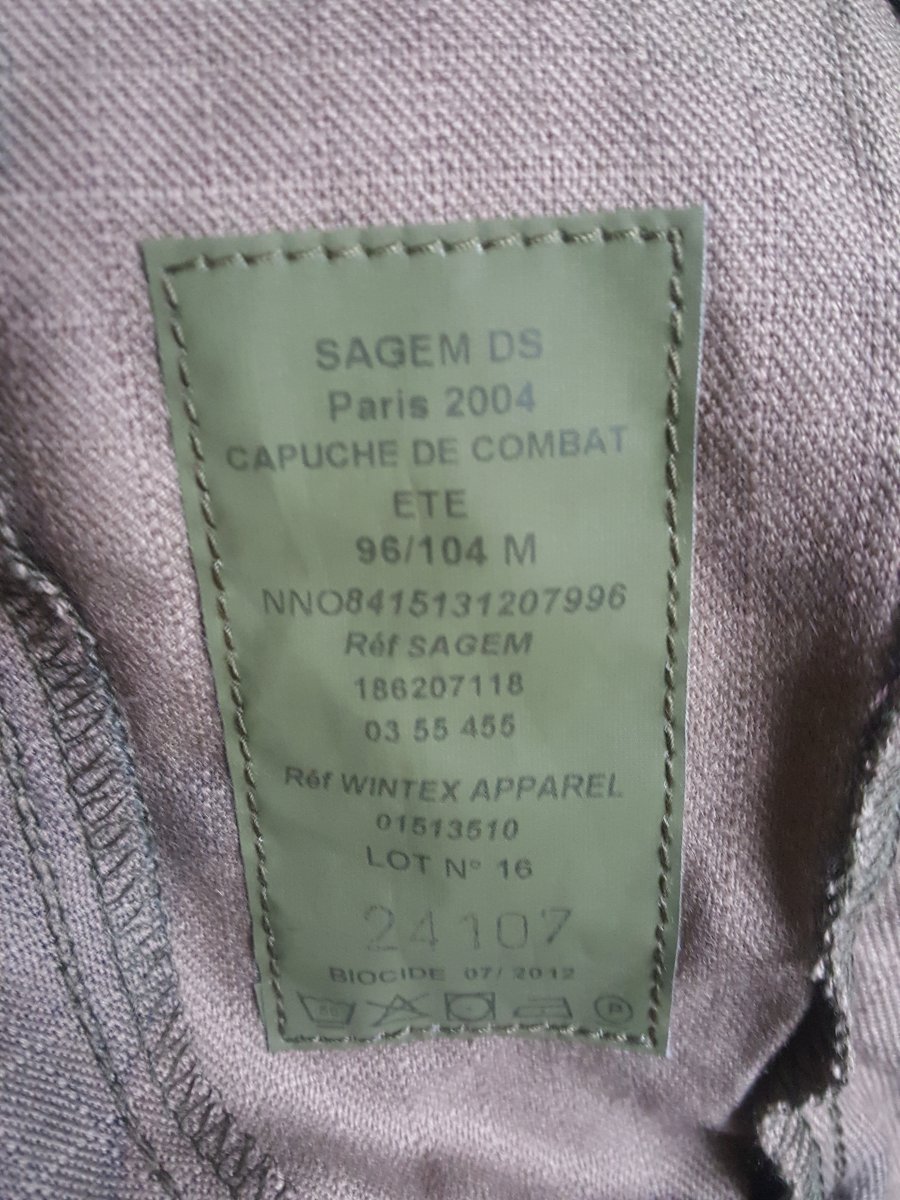 SAGEM DS
Paris 2004
CAPUCHE DE COMBAT
ETE
96/104 M
NNO8415131207996
Réf SAGEM
186207118
03 55 455
Réf WINTEX APPAREL
01513510
LOT N° 16
24107
BIOCIDE 07/ 2012
P